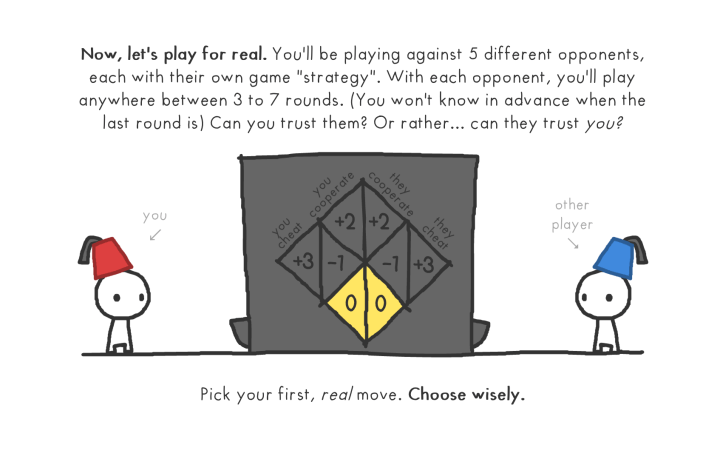 Now, let's play for real. You'll be playing against 5 different opponents,
each with their own game "strategy". With each opponent, you'll play
anywhere between 3 to 7 rounds. (You won't know in advance when the
last round is) Can you trust them? Or rather... can they trust you?
you
cooperate
they
cooperate
you
cheat
they
cheat
+2 +2
+3 -1 -1 +3
0 0
you
other
player
Pick your first, real move. Choose wisely.